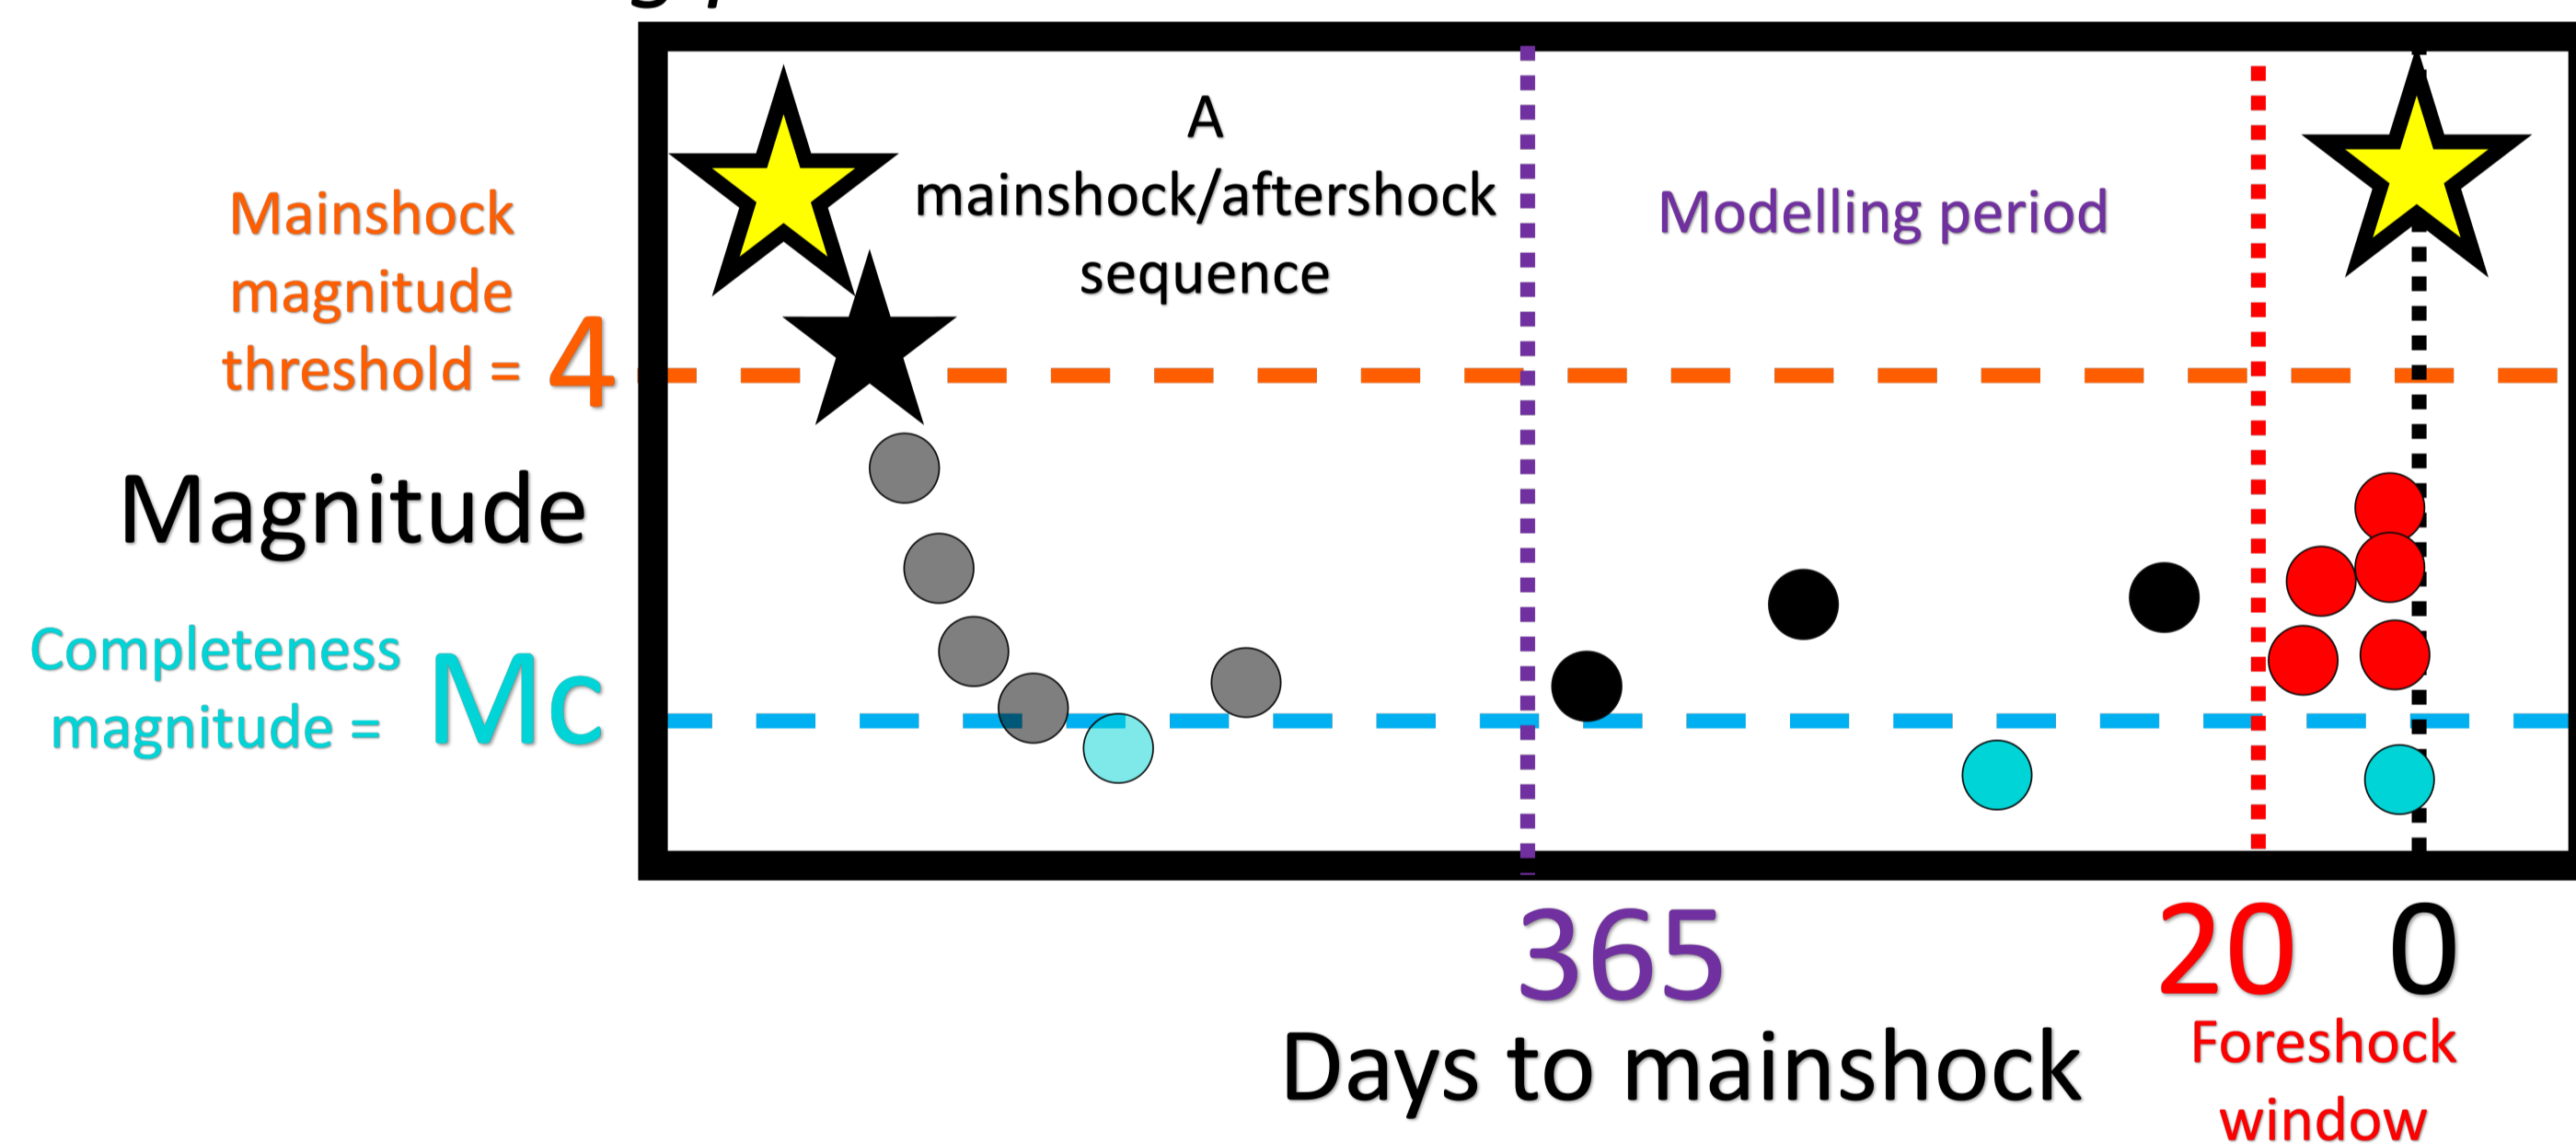 A
mainshock/aftershock
sequence
Modelling period
Mainshock
magnitude
threshold = 4
Magnitude
Completeness
magnitude = Mc
365
20
0
Days to mainshock
Foreshock
window